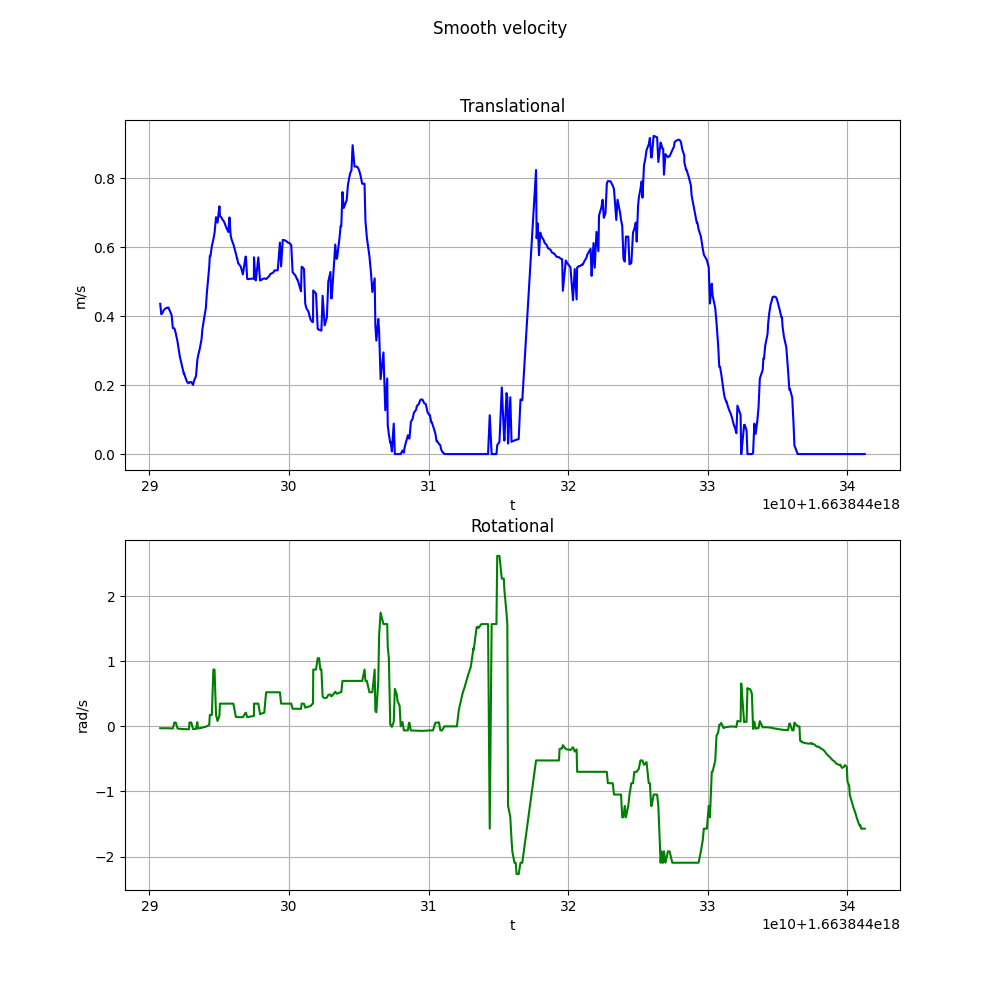 Smooth velocity
Translational
m/s
0.8
0.6
0.4
0.2
0.0
29 30 31 32 33 34
t
1e10+1.663844e18
Rotational
rad/s
2
1
0
−1
−2
29 30 31 32 33 34
t
1e10+1.663844e18